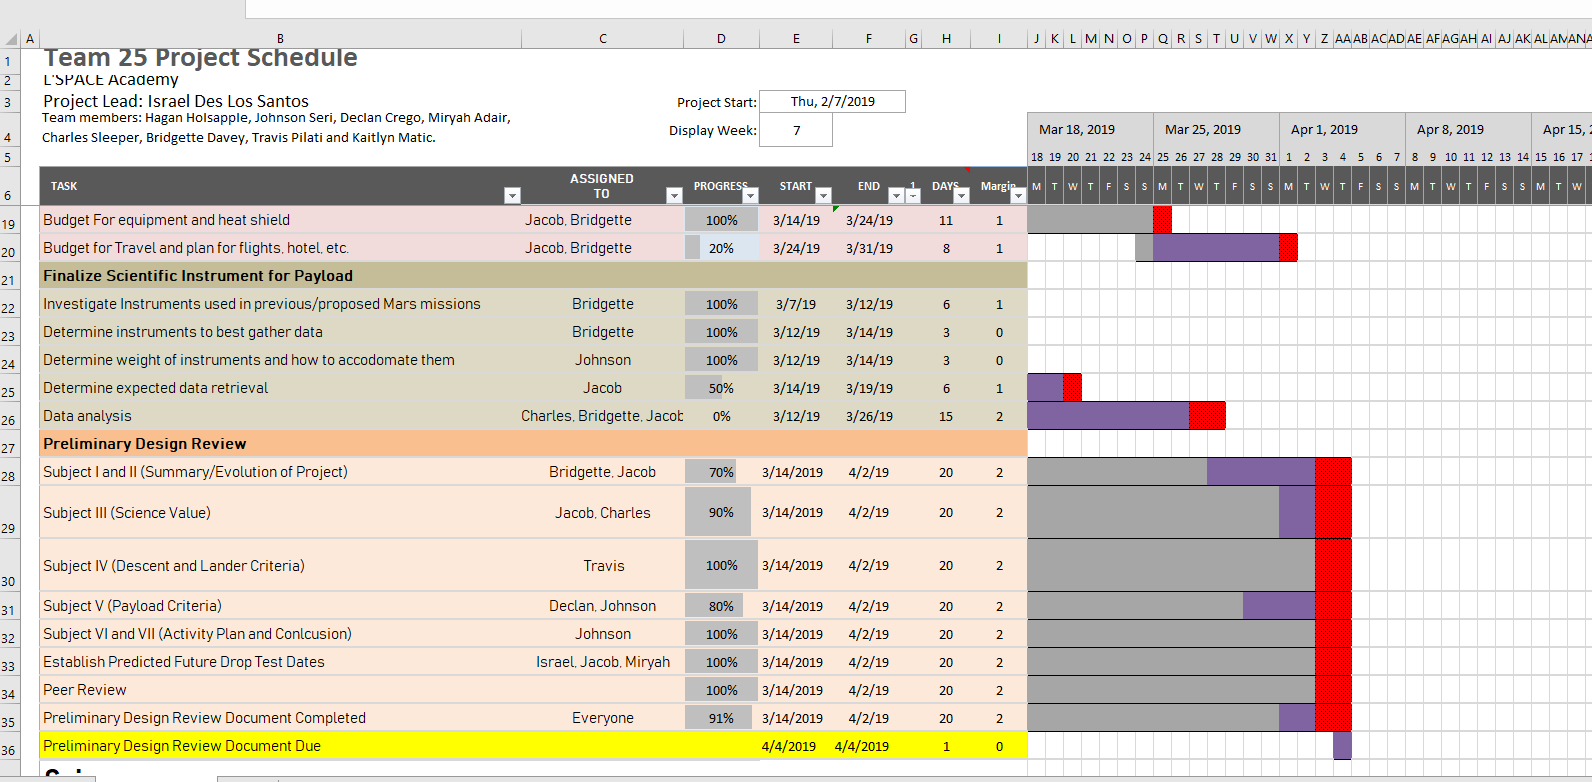 A B C D E F G H I J K L M N O P Q R S T U V W X Y Z AA AB AC AD AE AF AG AH AI AJ AK AL AM AN
1 Team 25 Project Schedule
2 L'SPACE Academy
3 Project Lead: Israel Des Los Santos Project Start: Thu, 2/7/2019
Team members: Hagan Holsapple, Johnson Seri, Declan Crego, Miryah Adair,
4 Charles Sleeper, Bridgette Davey, Travis Pilati and Kaitlyn Matic. Display Week: 7 Mar 18, 2019 Mar 25, 2019 Apr 1, 2019 Apr 8, 2019 Apr 15,
5 18 19 20 21 22 23 24 25 26 27 28 29 30 31 1 2 3 4 5 6 7 8 9 10 11 12 13 14 15 16 17
6 TASK ASSIGNED TO PROGRESS START END 1 DAYS Margin M T W T F S S M T W T F S S M T W T F S S M T W T F S S M T W
19 Budget For equipment and heat shield Jacob, Bridgette 100% 3/14/19 3/24/19 11 1
20 Budget for Travel and plan for flights, hotel, etc. Jacob, Bridgette 20% 3/24/19 3/31/19 8 1
21 Finalize Scientific Instrument for Payload
22 Investigate Instruments used in previous/proposed Mars missions Bridgette 100% 3/7/19 3/12/19 6 1
23 Determine instruments to best gather data Bridgette 100% 3/12/19 3/14/19 3 0
24 Determine weight of instruments and how to accodomate them Johnson 100% 3/12/19 3/14/19 3 0
25 Determine expected data retrieval Jacob 50% 3/14/19 3/19/19 6 1
26 Data analysis Charles, Bridgette, Jacob 0% 3/12/19 3/26/19 15 2
27 Preliminary Design Review
28 Subject I and II (Summary/Evolution of Project) Bridgette, Jacob 70% 3/14/2019 4/2/19 20 2
29 Subject III (Science Value) Jacob, Charles 90% 3/14/2019 4/2/19 20 2
30 Subject IV (Descent and Lander Criteria) Travis 100% 3/14/2019 4/2/19 20 2
31 Subject V (Payload Criteria) Declan, Johnson 80% 3/14/2019 4/2/19 20 2
32 Subject VI and VII (Activity Plan and Conlcusion) Johnson 100% 3/14/2019 4/2/19 20 2
33 Establish Predicted Future Drop Test Dates Israel, Jacob, Miryah 100% 3/14/2019 4/2/19 20 2
34 Peer Review 100% 3/14/2019 4/2/19 20 2
35 Preliminary Design Review Document Completed Everyone 91% 3/14/2019 4/2/19 20 2
36 Preliminary Design Review Document Due 4/4/2019 4/4/2019 1 0